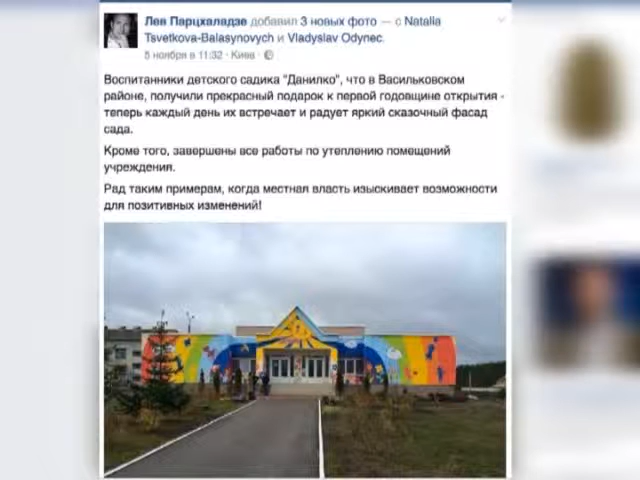 Лев Парцхаладзе добавил 3 новых фото — с Natalia
Tsvetkova-Balasynovych и Vladyslav Odynec.
5 ноября в 11:32 · Киев ·
Воспитанники детского садика "Данилко", что в Васильковском
районе, получили прекрасный подарок к первой годовщине открытия -
теперь каждый день их встречает и радует яркий сказочный фасад
сада.
Кроме того, завершены все работы по утеплению помещений
учреждения.
Рад таким примерам, когда местная власть изыскивает возможности
для позитивных изменений!